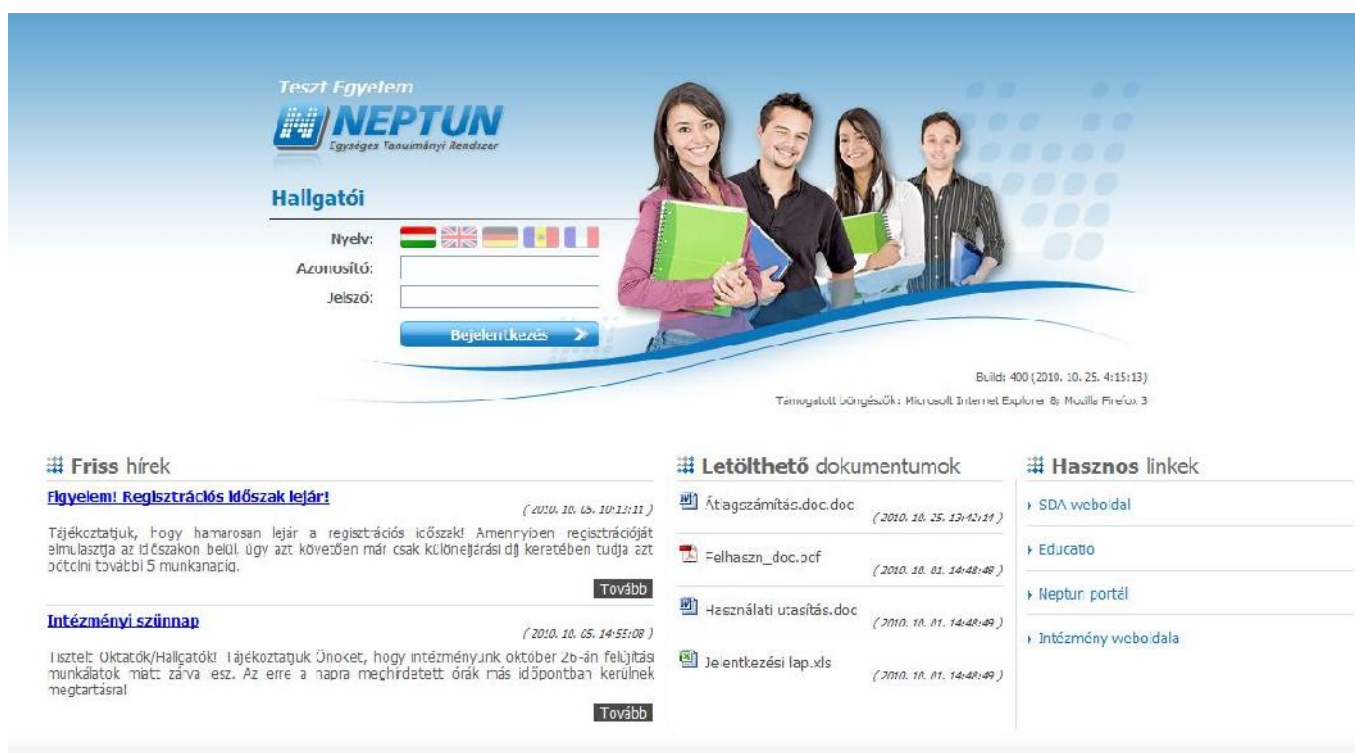 Teszt Egyetem
NEPTUN
Egységes Tanulmányi Rendszer
Hallgatói
Nyelv:
Azonosító:
Jelszó:
Bejelentkezés
Build: 400 (2010. 10. 25. 4:15:13)
Támogatott böngészők: Microsoft Internet Explorer 8, Mozilla Firefox 3
Friss hírek
Figyelem! Regisztrációs időszak lejár!
( 2010. 10. 05. 10:13:11 )
Tájékoztatjuk, hogy hamarosan lejár a regisztrációs időszak! Amennyiben regisztrációját
elmulasztja az időszakon belül, úgy azt követően már csak különeljárási díj keretében tudja azt
pótolni további 5 munkanapig.
Tovább
Intézményi szünnap
( 2010. 10. 05. 14:55:08 )
Tisztelt Oktatók/Hallgatók! Tájékoztatjuk Önöket, hogy intézményünk október 26-án felújítási
munkálatok miatt zárva lesz. Az erre a napra meghirdetett órák más időpontban kerülnek
megtartásra!
Tovább
Letölthető dokumentumok
Átlagszámítás.doc.doc
( 2010. 10. 25. 13:42:14 )
Felhaszn_doc.pdf
( 2010. 10. 01. 14:48:49 )
Használati utasítás.doc
( 2010. 10. 01. 14:48:49 )
Jelentkezési lap.xls
( 2010. 10. 01. 14:48:49 )
Hasznos linkek
SDA weboldal
Educatio
Neptun portál
Intézmény weboldala